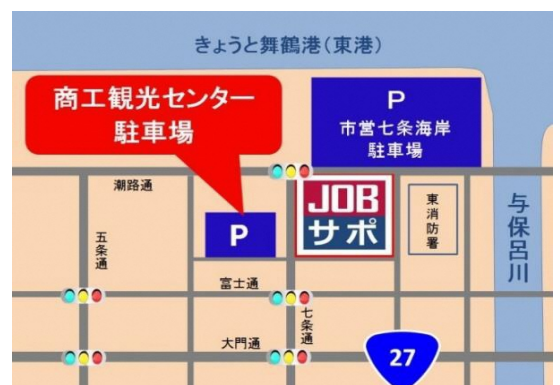 きょうと舞鶴港(東港)
商工観光センター
駐車場
P
市営七条海岸
駐車場
潮路通
JOB
サポ
東消防署
与保呂川
五条通
P
富士通
七条通
大門通
27